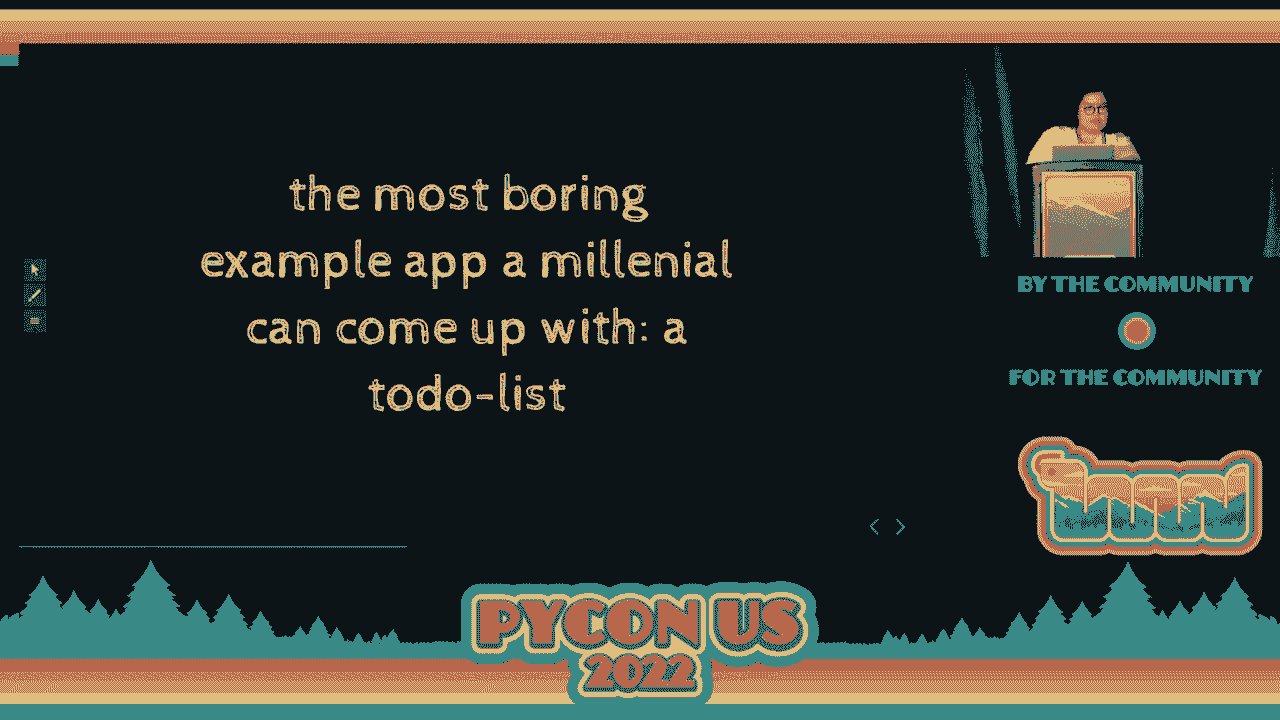 the most boring
example app a millenial
can come up with: a
todo-list
BY THE COMMUNITY
FOR THE COMMUNITY
PYCON US
2022